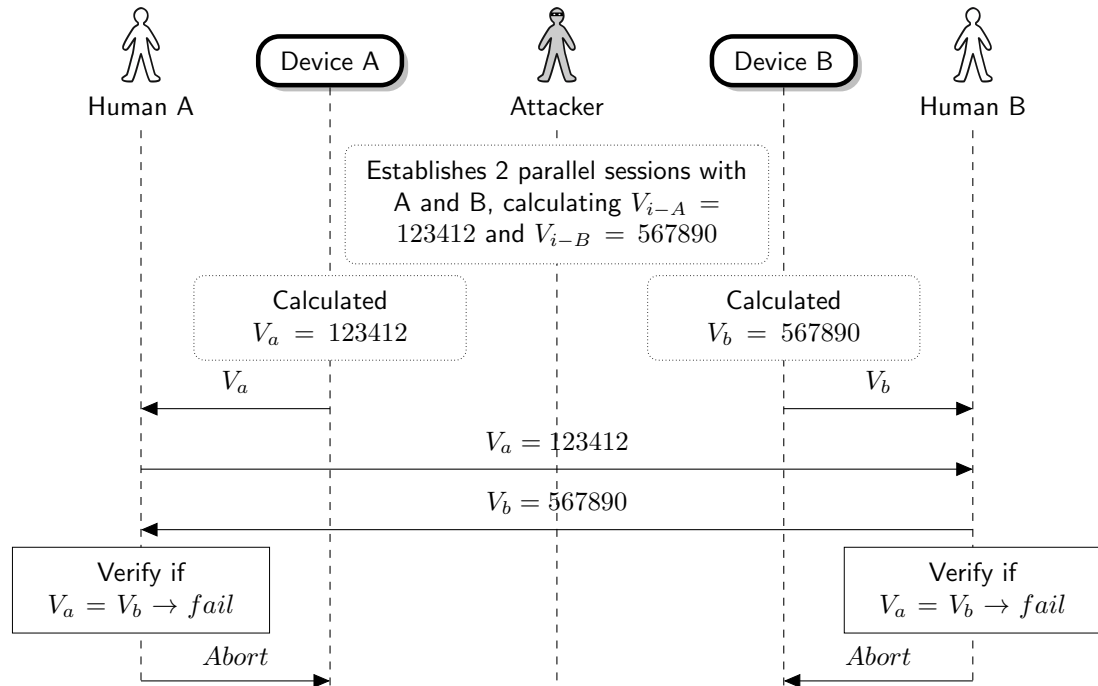 Device A
Device B
Human A
Attacker
Human B
Establishes 2 parallel sessions with
A and B, calculating $V_{i-A}$ =
123412 and $V_{i-B}$ = 567890
Calculated
$V_a$ = 123412
Calculated
$V_b$ = 567890
$V_a$
$V_b$
$V_a$ = 123412
$V_b$ = 567890
Verify if
$V_a = V_b \rightarrow fail$
Verify if
$V_a = V_b \rightarrow fail$
Abort
Abort